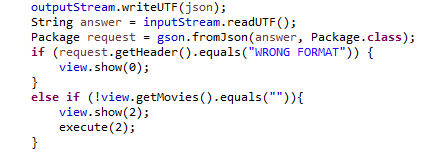 outputStream.writeUTF(json);
String answer = inputStream.readUTF();
Package request = gson.fromJson(answer, Package.class);
if (request.getHeader().equals("WRONG FORMAT")) {
    view.show(0);
}
else if (!view.getMovies().equals("")){
    view.show(2);
    execute(2);
}